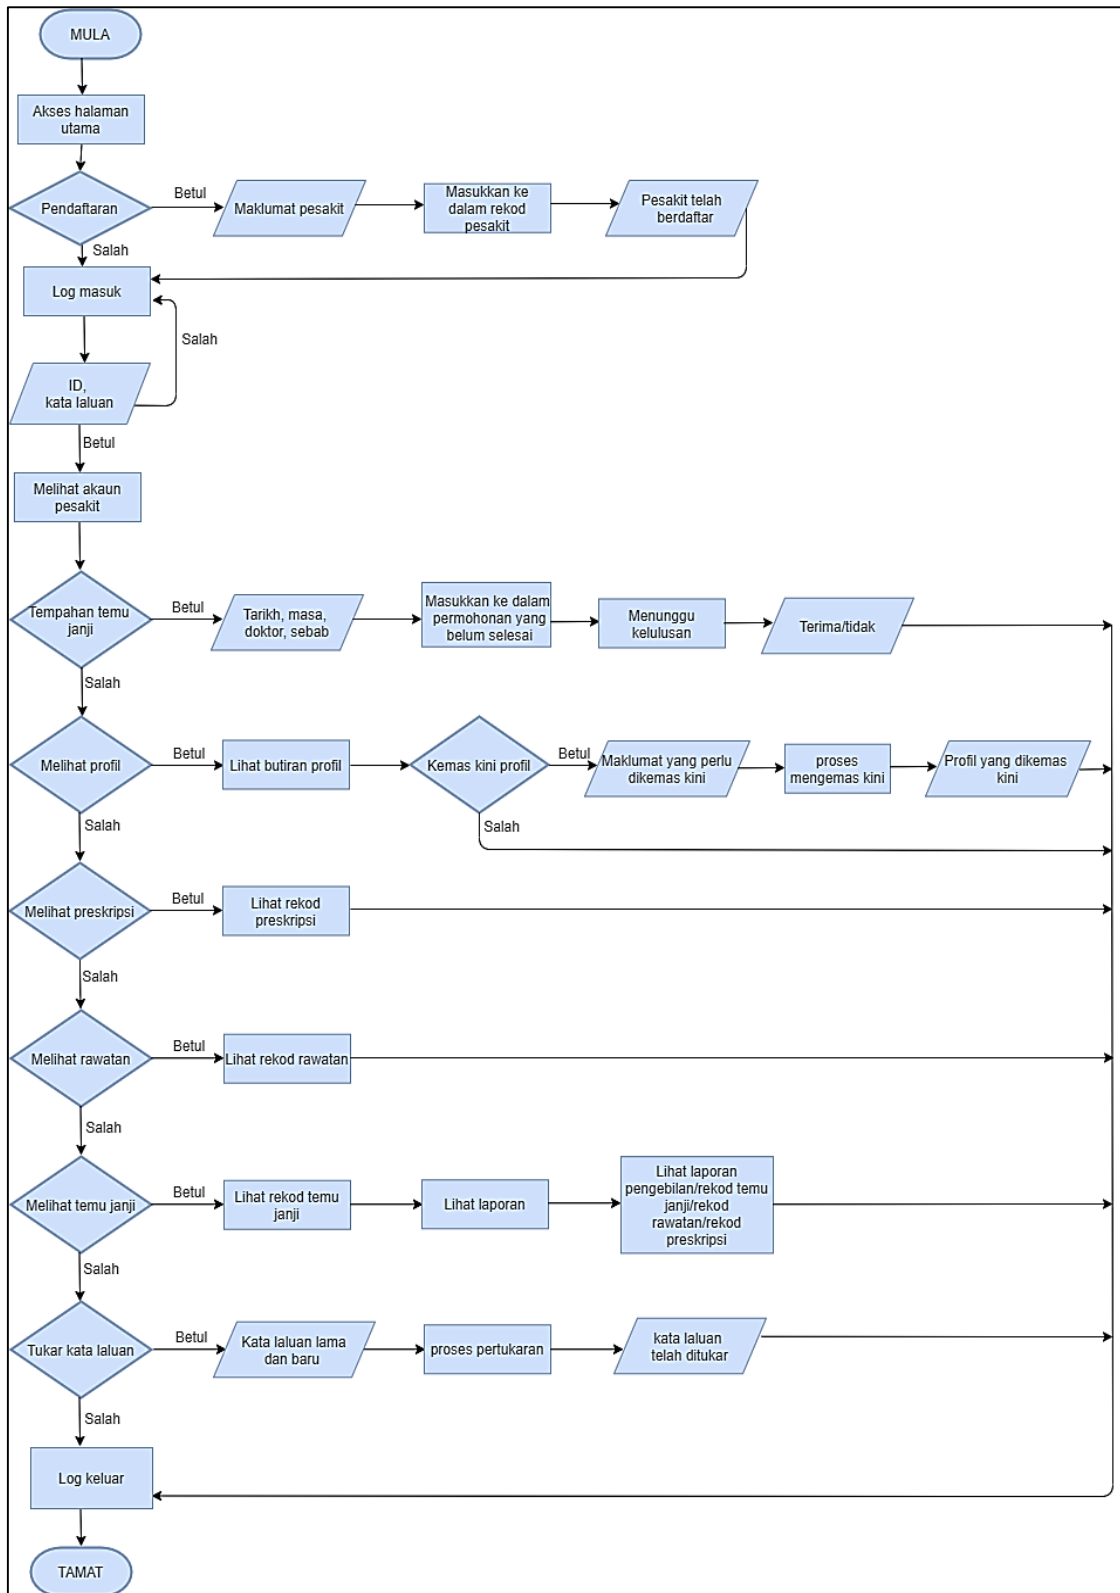 MULA
Akses halaman
utama
Pendaftaran
Betul
Maklumat pesakit
Masukkan ke
dalam rekod
pesakit
Pesakit telah
berdaftar
Salah
Log masuk
Salah
ID,
kata laluan
Betul
Melihat akaun
pesakit
Tempahan temu
janji
Betul
Tarikh, masa,
doktor, sebab
Masukkan ke dalam
permohonan yang
belum selesai
Menunggu
kelulusan
Terima/tidak
Salah
Melihat profil
Betul
Lihat butiran profil
Kemas kini profil
Betul
Maklumat yang perlu
dikemas kini
proses
mengemas kini
Profil yang dikemas
kini
Salah
Salah
Melihat preskripsi
Betul
Lihat rekod
preskripsi
Salah
Melihat rawatan
Betul
Lihat rekod rawatan
Salah
Melihat temu janji
Betul
Lihat rekod temu
janji
Lihat laporan
Lihat laporan
pengebilan/rekod temu
janji/rekod
rawatan/rekod
preskripsi
Salah
Tukar kata laluan
Betul
Kata laluan lama
dan baru
proses pertukaran
kata laluan
telah ditukar
Salah
Log keluar
TAMAT